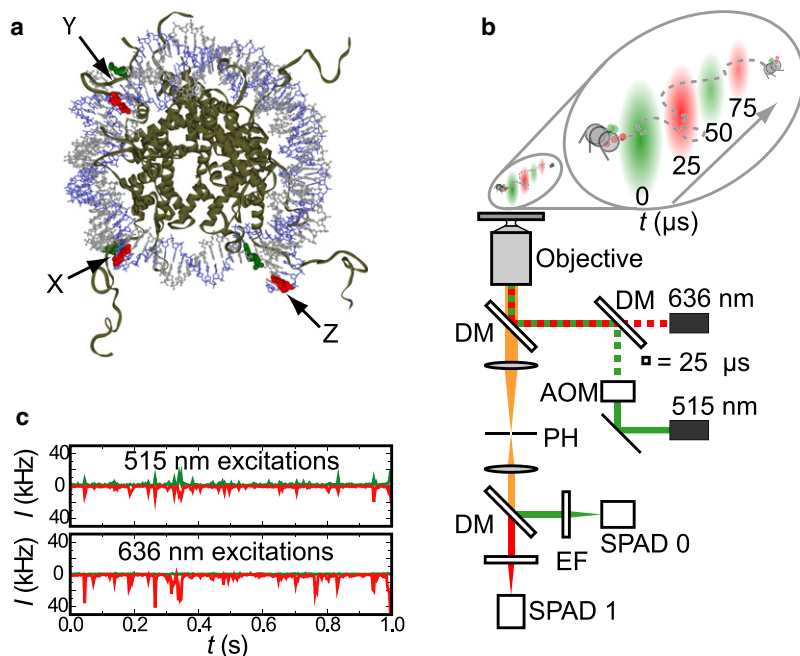 a
Y
X
Z
b
0
25
50
75
t (µs)
Objective
DM
DM
636 nm
= 25 µs
AOM
515 nm
PH
DM
EF
SPAD 0
SPAD 1
c
I (kHz)
40
0
40
515 nm excitations
I (kHz)
40
0
40
636 nm excitations
0.0 0.2 0.4 0.6 0.8 1.0
t (s)